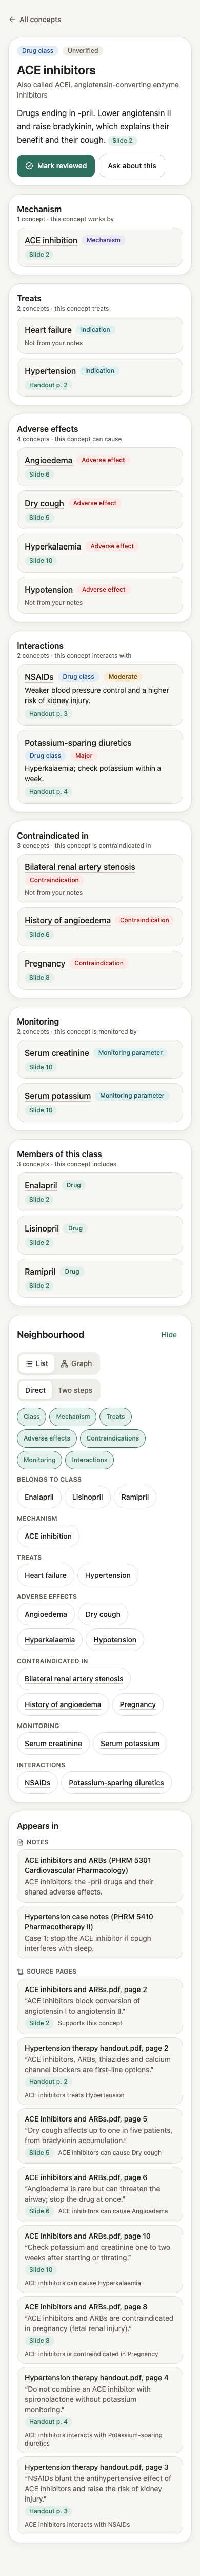 ← All concepts
Drug class Unverified
ACE inhibitors
Also called ACEi, angiotensin-converting enzyme
inhibitors
Drugs ending in -pril. Lower angiotensin II
and raise bradykinin, which explains their
benefit and their cough. Slide 2
Mark reviewed Ask about this
Mechanism
1 concept · this concept works by
ACE inhibition Mechanism
Slide 2
Treats
2 concepts · this concept treats
Heart failure Indication
Not from your notes
Hypertension Indication
Handout p. 2
Adverse effects
4 concepts · this concept can cause
Angioedema Adverse effect
Slide 6
Dry cough Adverse effect
Slide 5
Hyperkalaemia Adverse effect
Slide 10
Hypotension Adverse effect
Not from your notes
Interactions
2 concepts · this concept interacts with
NSAIDs Drug class Moderate
Weaker blood pressure control and a higher
risk of kidney injury.
Handout p. 3
Potassium-sparing diuretics
Drug class Major
Hyperkalaemia; check potassium within a
week.
Handout p. 4
Contraindicated in
3 concepts · this concept is contraindicated in
Bilateral renal artery stenosis
Contraindication
Not from your notes
History of angioedema Contraindication
Slide 6
Pregnancy Contraindication
Slide 8
Monitoring
2 concepts · this concept is monitored by
Serum creatinine Monitoring parameter
Slide 10
Serum potassium Monitoring parameter
Slide 10
Members of this class
3 concepts · this concept includes
Enalapril Drug
Slide 2
Lisinopril Drug
Slide 2
Ramipril Drug
Slide 2
Neighbourhood Hide
List Graph
Direct Two steps
Class Mechanism Treats
Adverse effects Contraindications
Monitoring Interactions
BELONGS TO CLASS
Enalapril Lisinopril Ramipril
MECHANISM
ACE inhibition
TREATS
Heart failure Hypertension
ADVERSE EFFECTS
Angioedema Dry cough
Hyperkalaemia Hypotension
CONTRAINDICATED IN
Bilateral renal artery stenosis
History of angioedema Pregnancy
MONITORING
Serum creatinine Serum potassium
INTERACTIONS
NSAIDs Potassium-sparing diuretics
Appears in
NOTES
ACE inhibitors and ARBs (PHRM 5301
Cardiovascular Pharmacology)
ACE inhibitors: the -pril drugs and their
shared adverse effects.
Hypertension case notes (PHRM 5410
Pharmacotherapy II)
Case 1: stop the ACE inhibitor if cough
interferes with sleep.
SOURCE PAGES
ACE inhibitors and ARBs.pdf, page 2
“ACE inhibitors block conversion of
angiotensin I to angiotensin II.”
Slide 2 Supports this concept
Hypertension therapy handout.pdf, page 2
“ACE inhibitors, ARBs, thiazides and calcium
channel blockers are first-line options.”
Handout p. 2
ACE inhibitors treats Hypertension
ACE inhibitors and ARBs.pdf, page 5
“Dry cough affects up to one in five patients,
from bradykinin accumulation.”
Slide 5 ACE inhibitors can cause Dry cough
ACE inhibitors and ARBs.pdf, page 6
“Angioedema is rare but can threaten the
airway; stop the drug at once.”
Slide 6 ACE inhibitors can cause Angioedema
ACE inhibitors and ARBs.pdf, page 10
“Check potassium and creatinine one to two
weeks after starting or titrating.”
Slide 10
ACE inhibitors can cause Hyperkalaemia
ACE inhibitors and ARBs.pdf, page 8
“ACE inhibitors and ARBs are contraindicated
in pregnancy (fetal renal injury).”
Slide 8
ACE inhibitors is contraindicated in Pregnancy
Hypertension therapy handout.pdf, page 4
“Do not combine an ACE inhibitor with
spironolactone without potassium
monitoring.”
Handout p. 4
ACE inhibitors interacts with Potassium-sparing
diuretics
Hypertension therapy handout.pdf, page 3
“NSAIDs blunt the antihypertensive effect of
ACE inhibitors and raise the risk of kidney
injury.”
Handout p. 3
ACE inhibitors interacts with NSAIDs